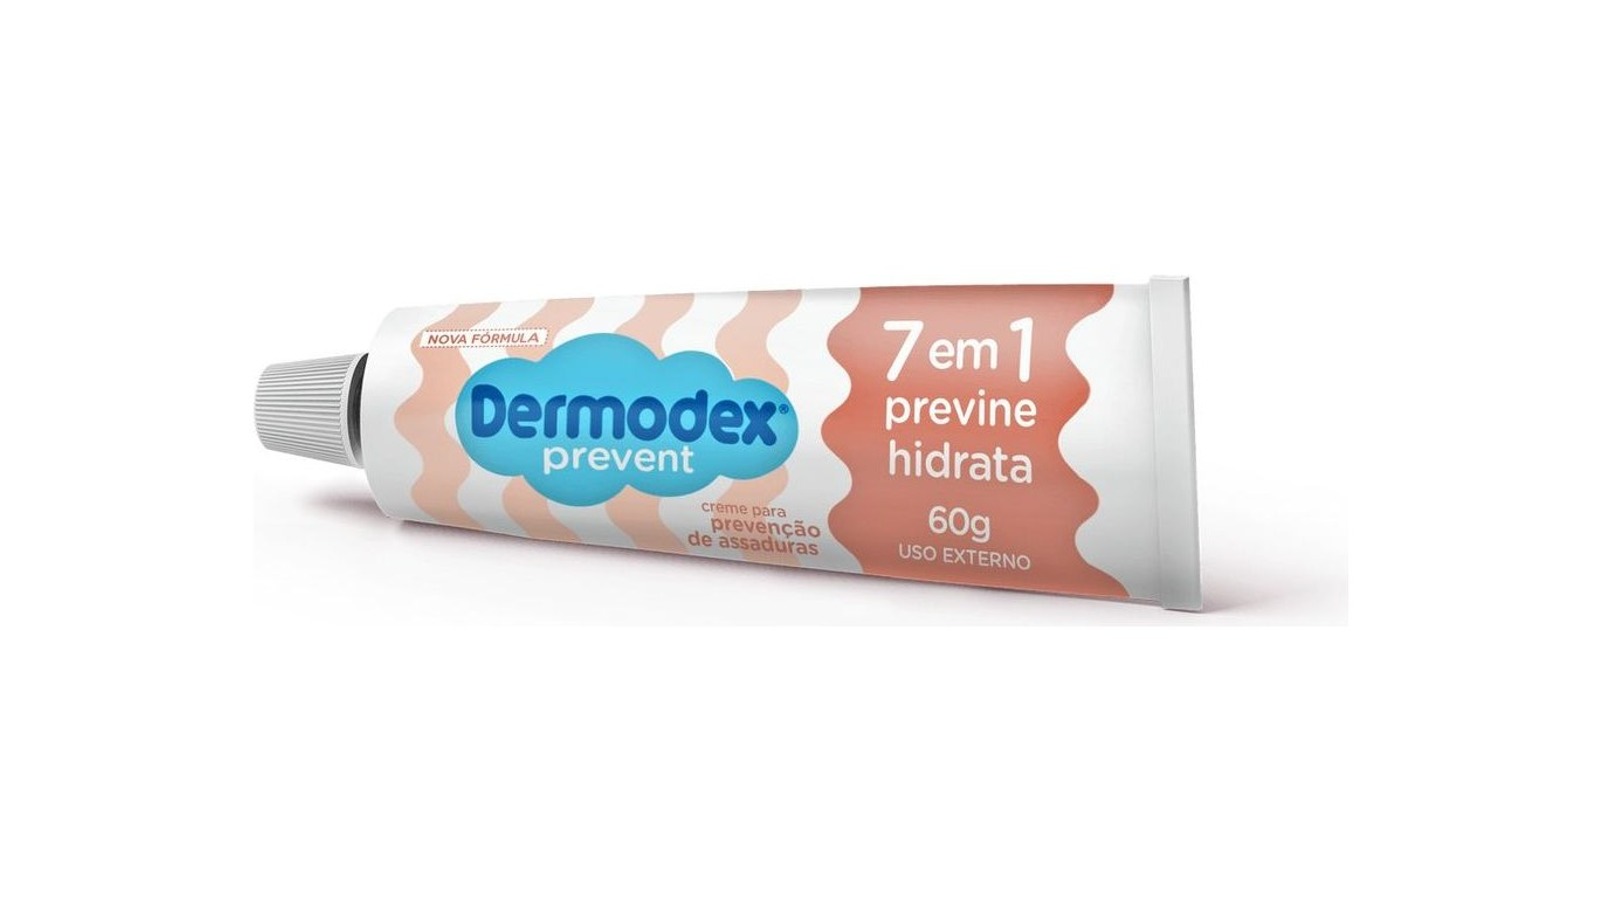 NOVA FÓRMULA
Dermodex®
prevent
creme para
prevenção
de assaduras
7 em 1
previne
hidrata
60g
USO EXTERNO